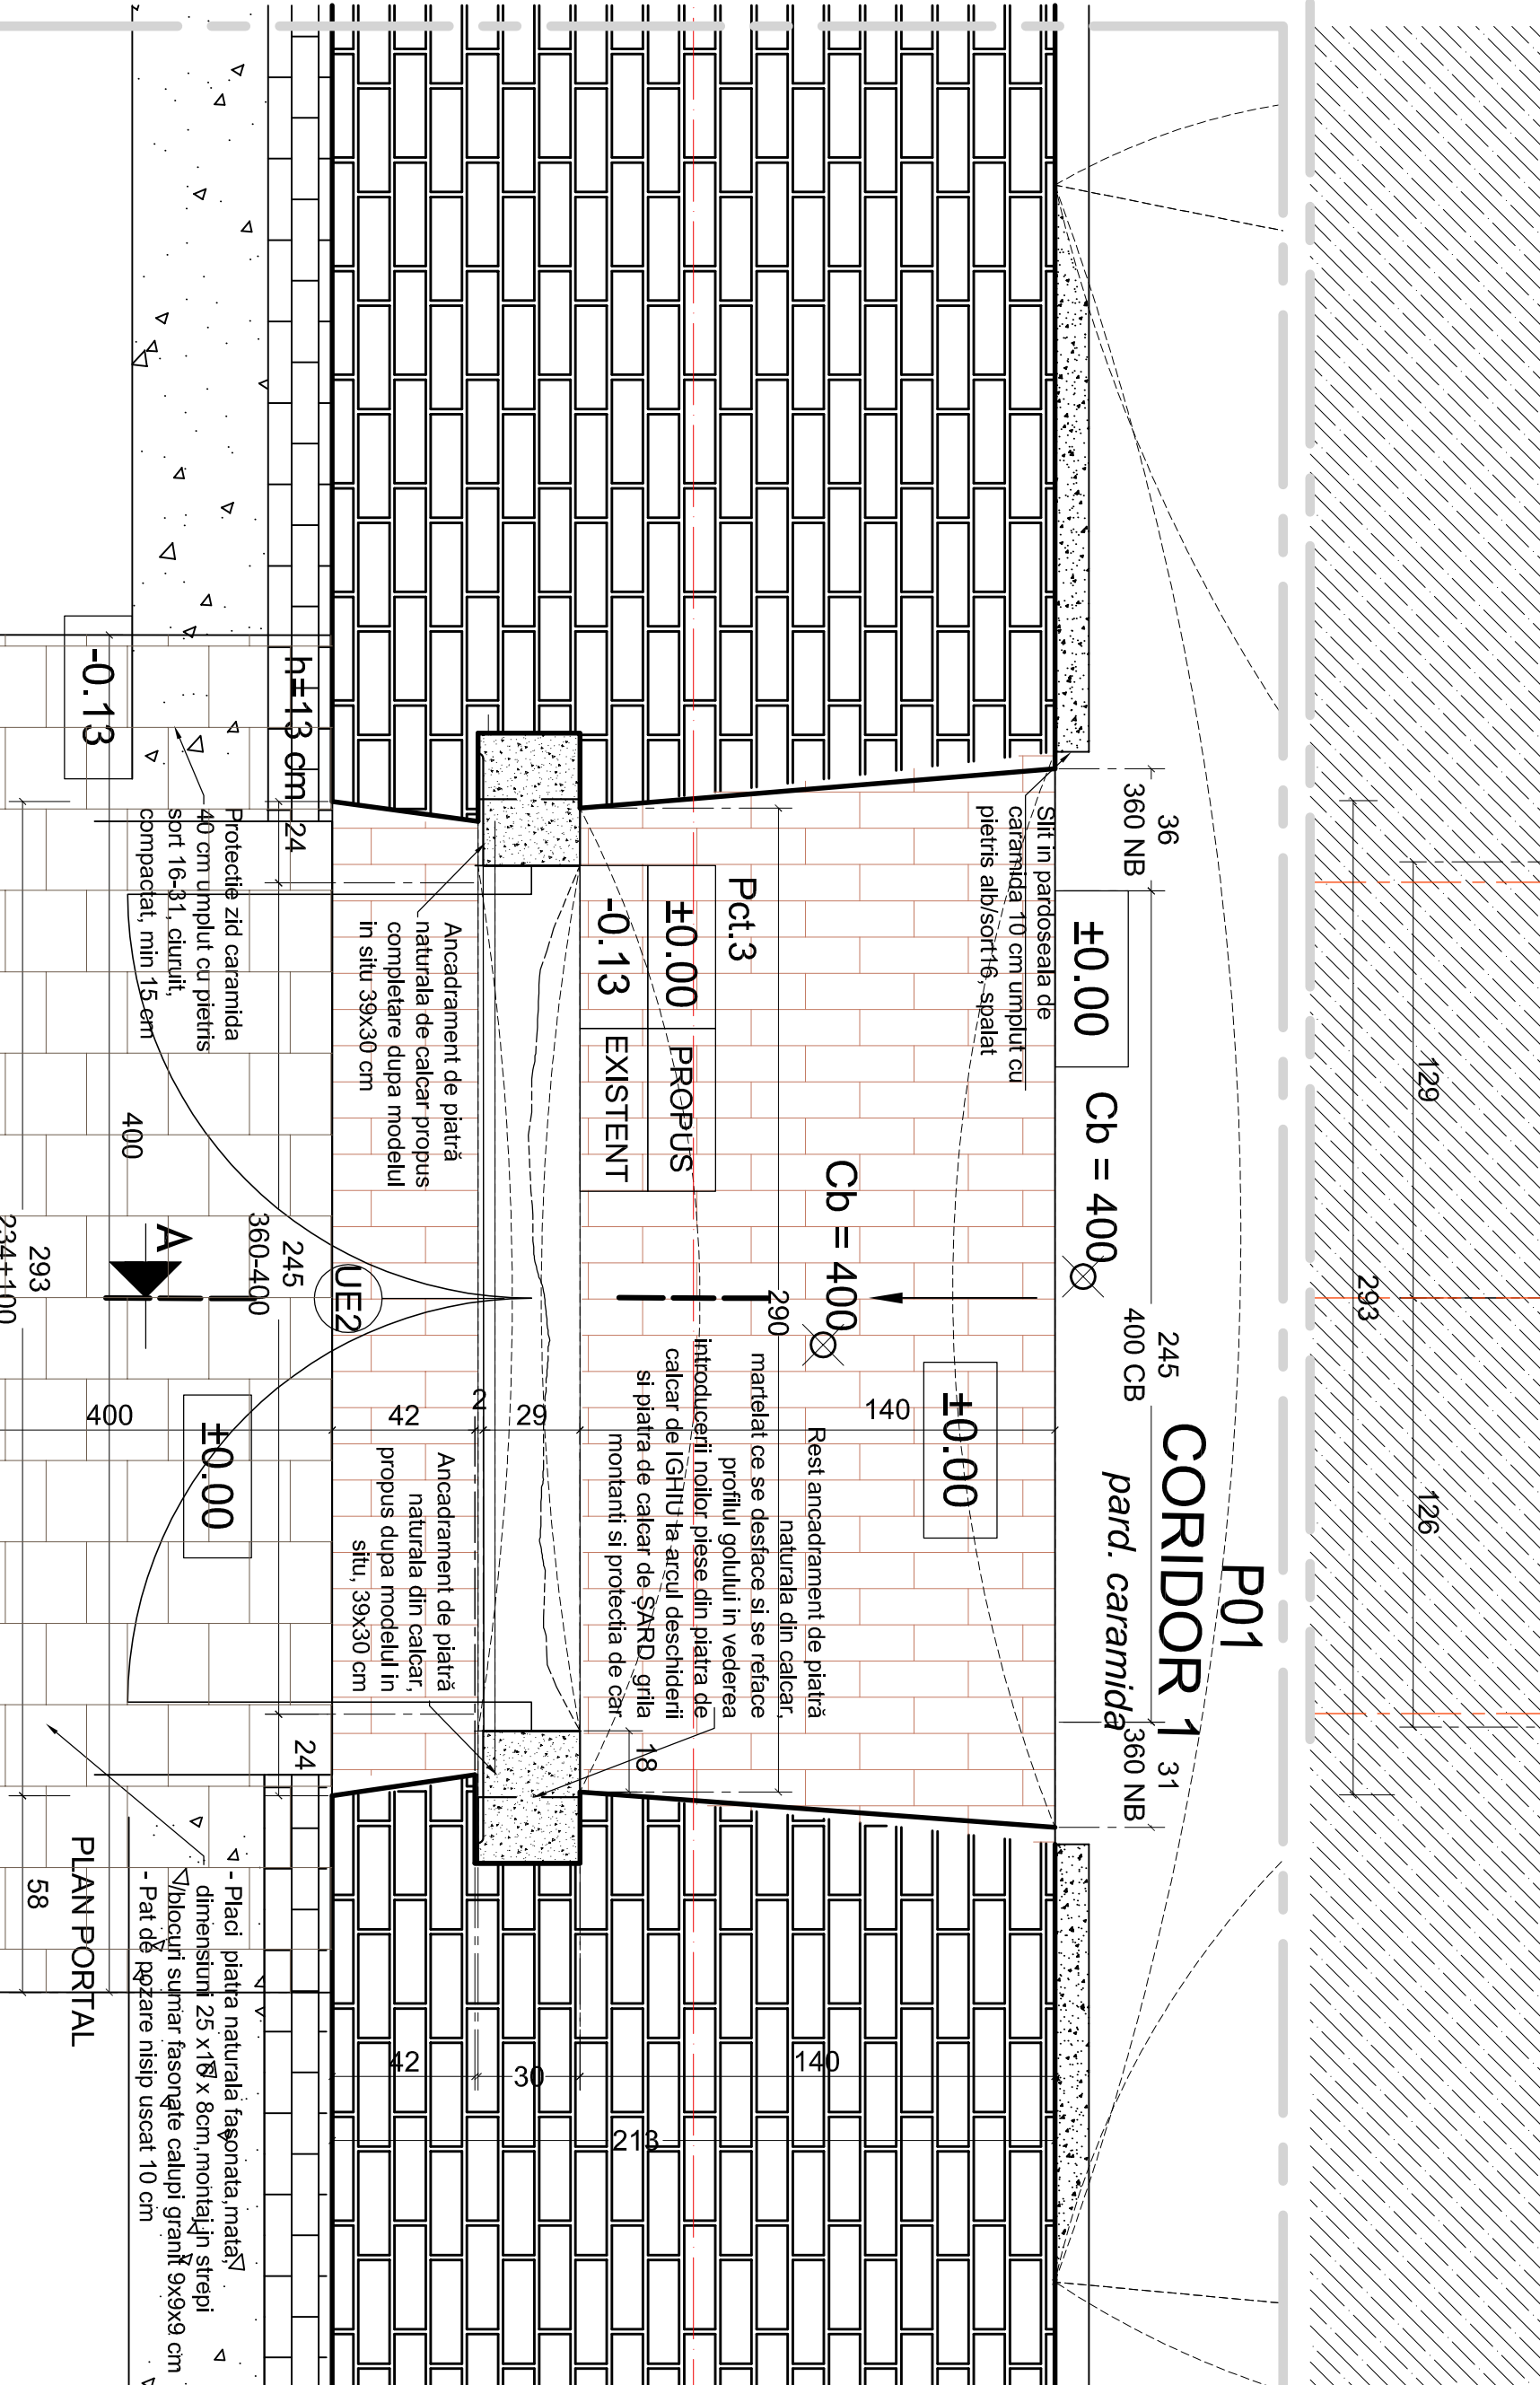 129
126
293
P01
CORIDOR 1
pard. caramida
36
360 NB
245
400 CB
31
360 NB
±0.00
Cb = 400
Slit in pardoseala de
caramida 10 cm umplut cu
pietris alb/sort16, spalat
±0.00
140
Cb = 400
290
Pct.3
±0.00
PROPUS
-0.13
EXISTENT
Rest ancadrament de piatră
naturala din calcar,
martelat ce se desface si se reface
profilul golului in vederea
introducerii noilor piese din piatra de
calcar de IGHIU la arcul deschiderii
si piatra de calcar de ȘARD grila
montanti si protectia de car
18
29
2
42
Ancadrament de piatră
naturala de calcar propus
completare dupa modelul
in situ 39x30 cm
Ancadrament de piatră
naturala din calcar,
propus dupa modelul in
situ, 39x30 cm
140
30
42
213
UE2
h=13 cm
24
245
360-400
24
±0.00
-0.13
Protectie zid caramida
40 cm umplut cu pietris
sort 16-31, ciuruit,
compactat, min 15 cm
A
400
400
- Placi piatra naturala fasonata,mata,
dimensiuni 25 x16 x 8cm,montaj in strepi
/blocuri sumar fasonate calupi granit 9x9x9 cm
- Pat de pozare nisip uscat 10 cm
PLAN PORTAL
293
58
234+100